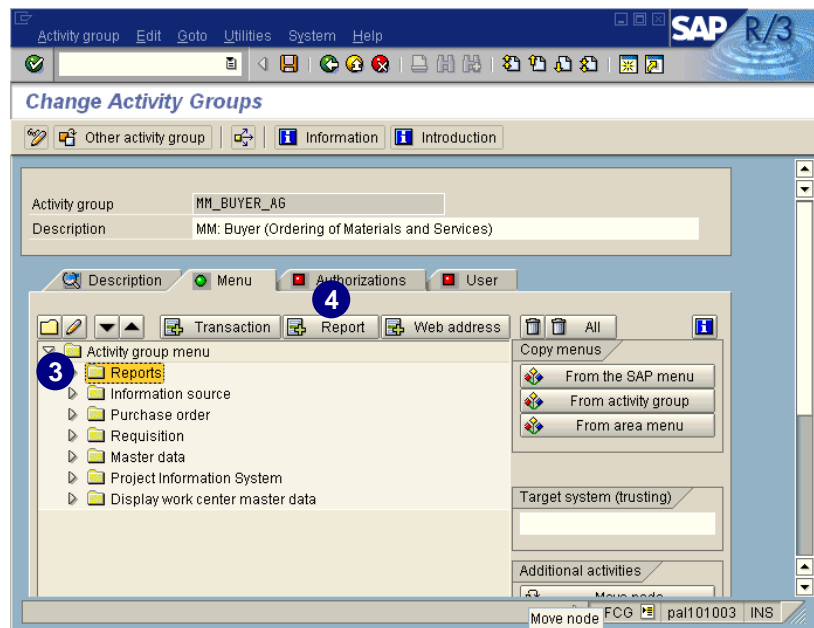 Activity group Edit Goto Utilities System Help
SAP R/3
Change Activity Groups
Other activity group Information Introduction
Activity group MM_BUYER_AG
Description MM: Buyer (Ordering of Materials and Services)
Description Menu Authorizations User
4
Transaction Report Web address All
Activity group menu
Copy menus
3
Reports
From the SAP menu
Information source
From activity group
Purchase order
From area menu
Requisition
Master data
Project Information System
Display work center master data
Target system (trusting)
Additional activities
Move node
Move node
FCG pal101003 INS